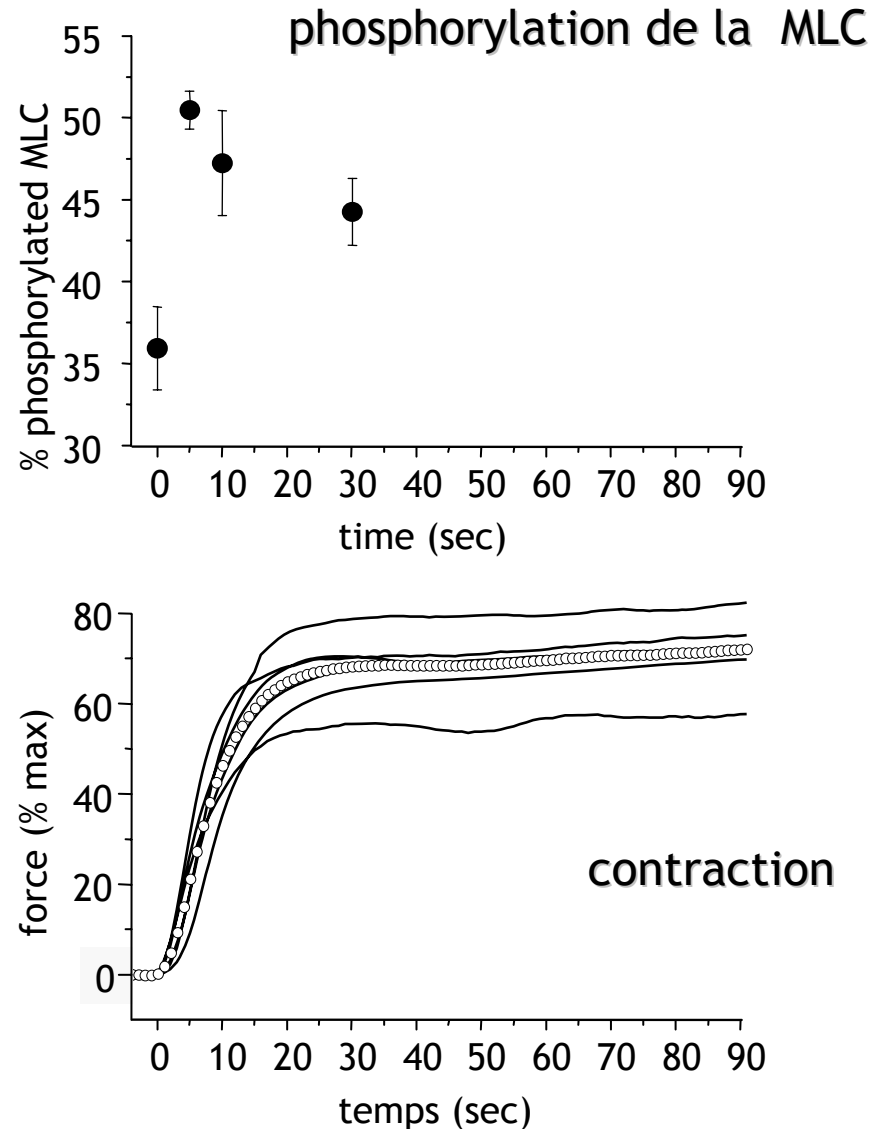 phosphorylation de la MLC
% phosphorylated MLC
55
50
45
40
35
30
0 10 20 30 40 50 60 70 80 90
time (sec)
force (% max)
80
60
40
20
0
contraction
0 10 20 30 40 50 60 70 80 90
temps (sec)